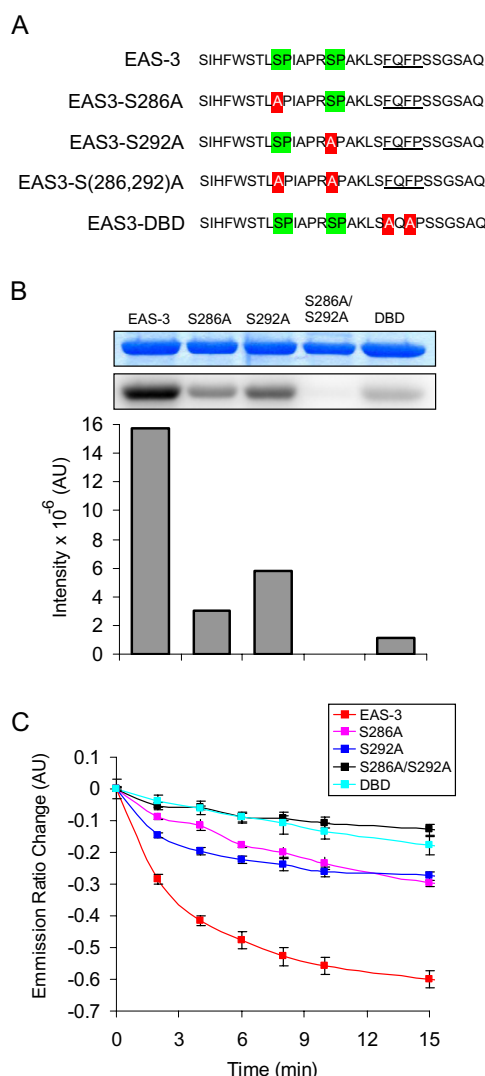 A
EAS-3 SIHFWSTLSPIAPRSPAKLSFQFPSSGSAQ
EAS3-S286A SIHFWSTLAPIAPRSPAKLSFQFPSSGSAQ
EAS3-S292A SIHFWSTLSPIAPRAPAKLSFQFPSSGSAQ
EAS3-S(286,292)A SIHFWSTLAPIAPRAPAKLSFQFPSSGSAQ
EAS3-DBD SIHFWSTLSPIAPRSPAKLSAQAPSSGSAQ
B
EAS-3 S286A S292A S286A/ S292A DBD
Intensity x 10-6 (AU)
16
14
12
10
8
6
4
2
0
C
EAS-3
S286A
S292A
S286A/S292A
DBD
Emmission Ratio Change (AU)
0.1
0
-0.1
-0.2
-0.3
-0.4
-0.5
-0.6
-0.7
0 3 6 9 12 15
Time (min)